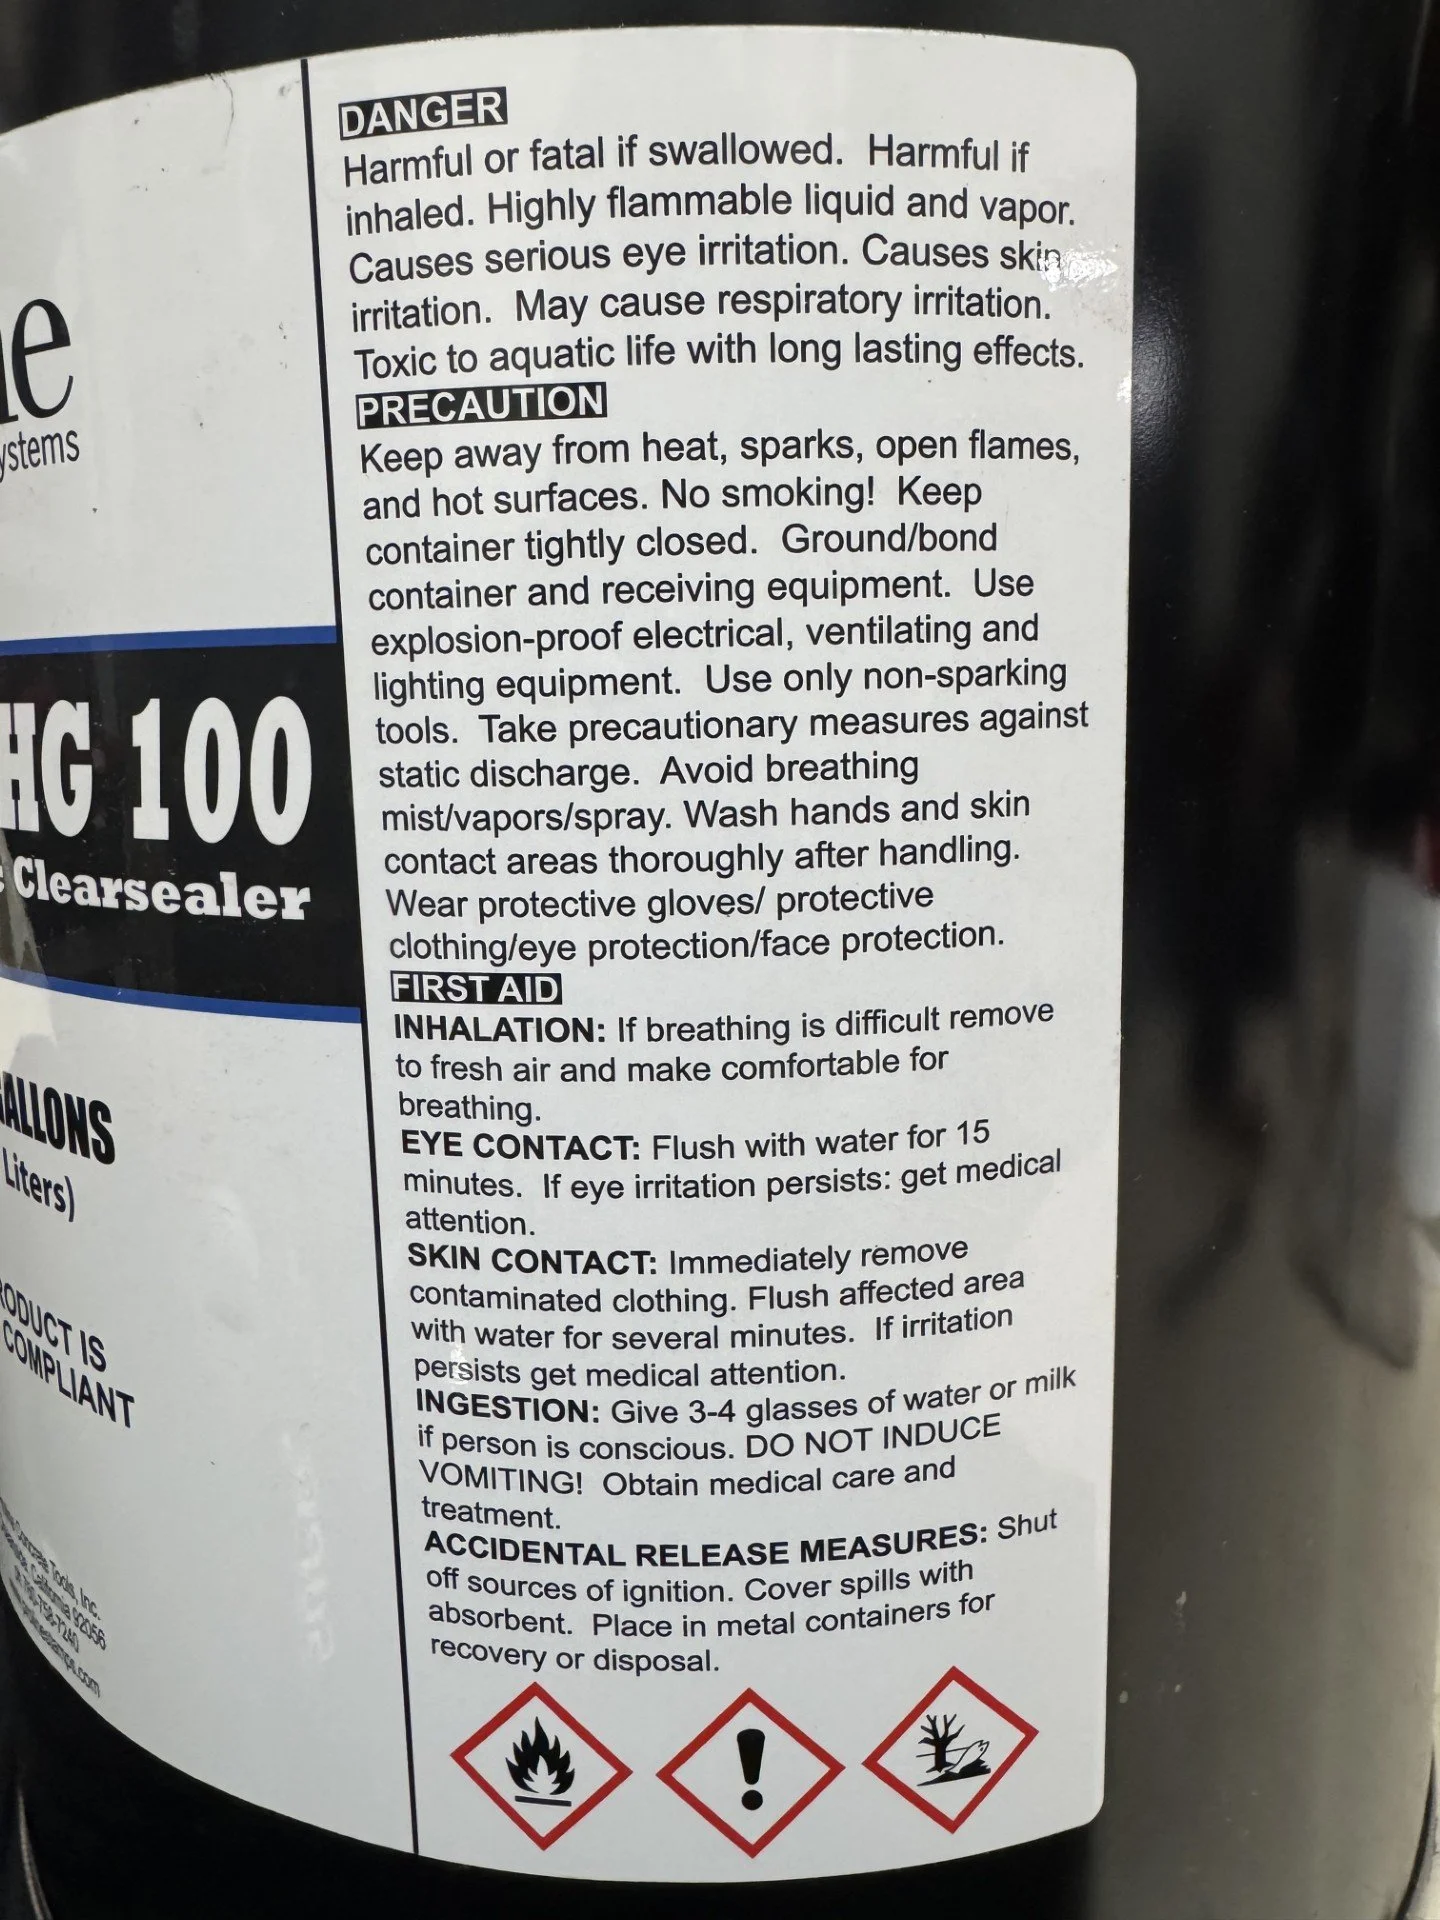 DANGER
Harmful or fatal if swallowed. Harmful if
inhaled. Highly flammable liquid and vapor.
Causes serious eye irritation. Causes skin
irritation. May cause respiratory irritation.
Toxic to aquatic life with long lasting effects.
PRECAUTION
Keep away from heat, sparks, open flames,
and hot surfaces. No smoking! Keep
container tightly closed. Ground/bond
container and receiving equipment. Use
explosion-proof electrical, ventilating and
lighting equipment. Use only non-sparking
tools. Take precautionary measures against
static discharge. Avoid breathing
mist/vapors/spray. Wash hands and skin
contact areas thoroughly after handling.
Wear protective gloves/ protective
clothing/eye protection/face protection.
FIRST AID
INHALATION: If breathing is difficult remove
to fresh air and make comfortable for
breathing.
EYE CONTACT: Flush with water for 15
minutes. If eye irritation persists: get medical
attention.
SKIN CONTACT: Immediately remove
contaminated clothing. Flush affected area
with water for several minutes. If irritation
persists get medical attention.
INGESTION: Give 3-4 glasses of water or milk
if person is conscious. DO NOT INDUCE
VOMITING! Obtain medical care and
treatment.
ACCIDENTAL RELEASE MEASURES: Shut
off sources of ignition. Cover spills with
absorbent. Place in metal containers for
recovery or disposal.
ystems
HG 100
Clearsealer
ALLONS
Liters)
ODUCT IS
COMPLIANT
Concrete Tools, Inc.
California 92056